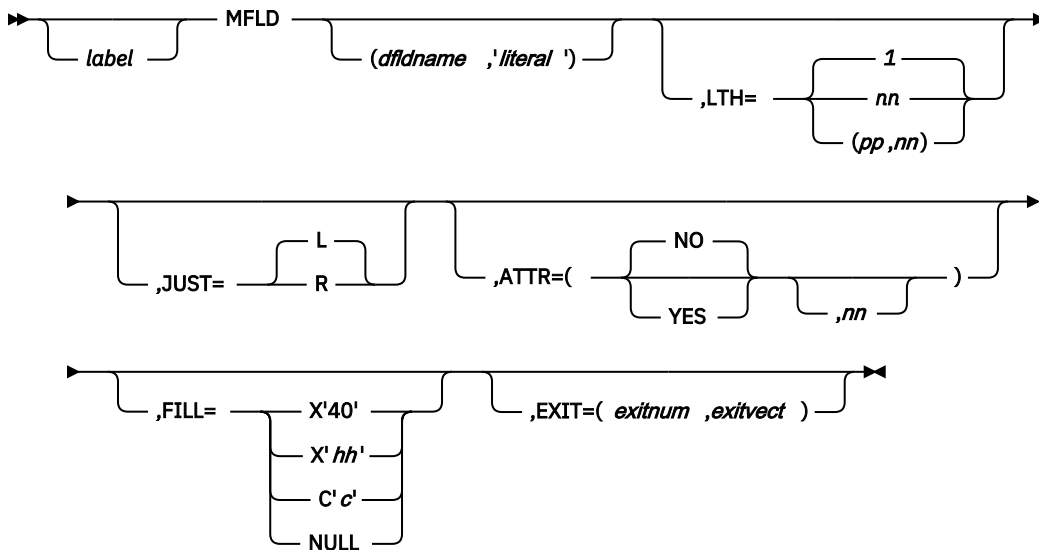 MFLD
label
(dfldname ,'literal ')
1
,LTH= nn
(pp ,nn)
L
,JUST= R
NO
,ATTR=( )
YES ,nn
,FILL= X'40'
,EXIT=( exitnum ,exitvect )
X'hh'
C'c'
NULL